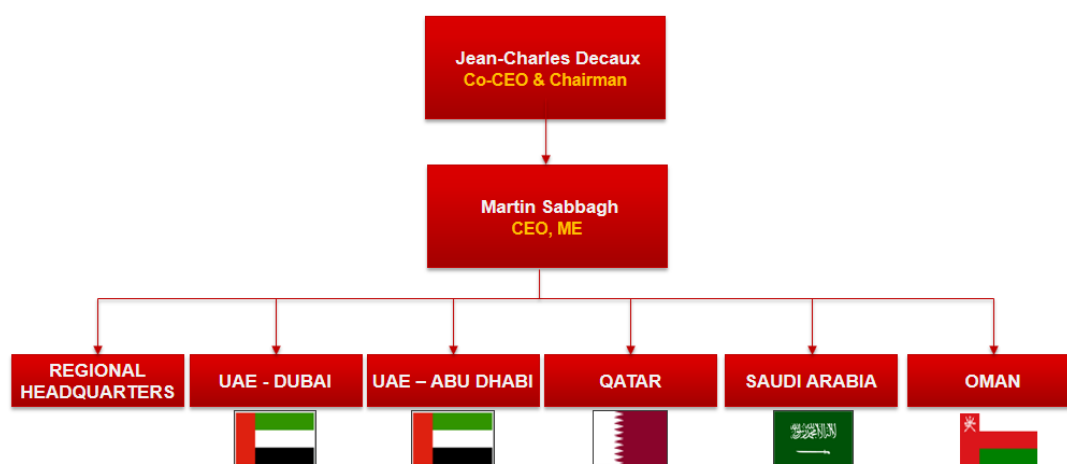 Jean-Charles Decaux
Co-CEO & Chairman
Martin Sabbagh
CEO, ME
REGIONAL
HEADQUARTERS
UAE - DUBAI
UAE – ABU DHABI
QATAR
SAUDI ARABIA
OMAN